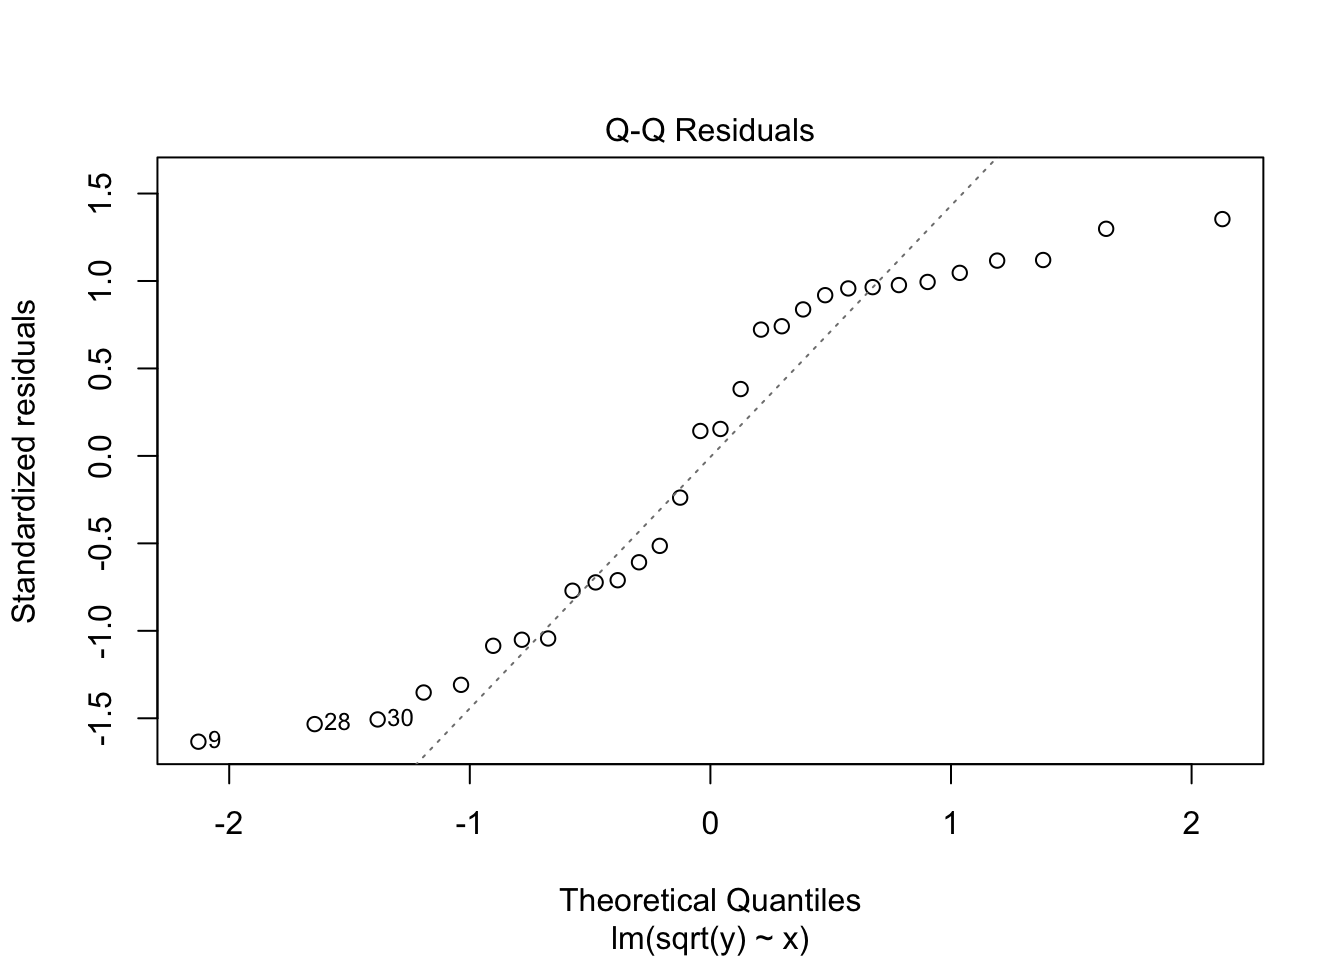 Q-Q Residuals
Standardized residuals
1.5
1.0
0.5
0.0
-0.5
-1.0
-1.5
9
28
30
-2 -1 0 1 2
Theoretical Quantiles
lm(sqrt(y) ~ x)